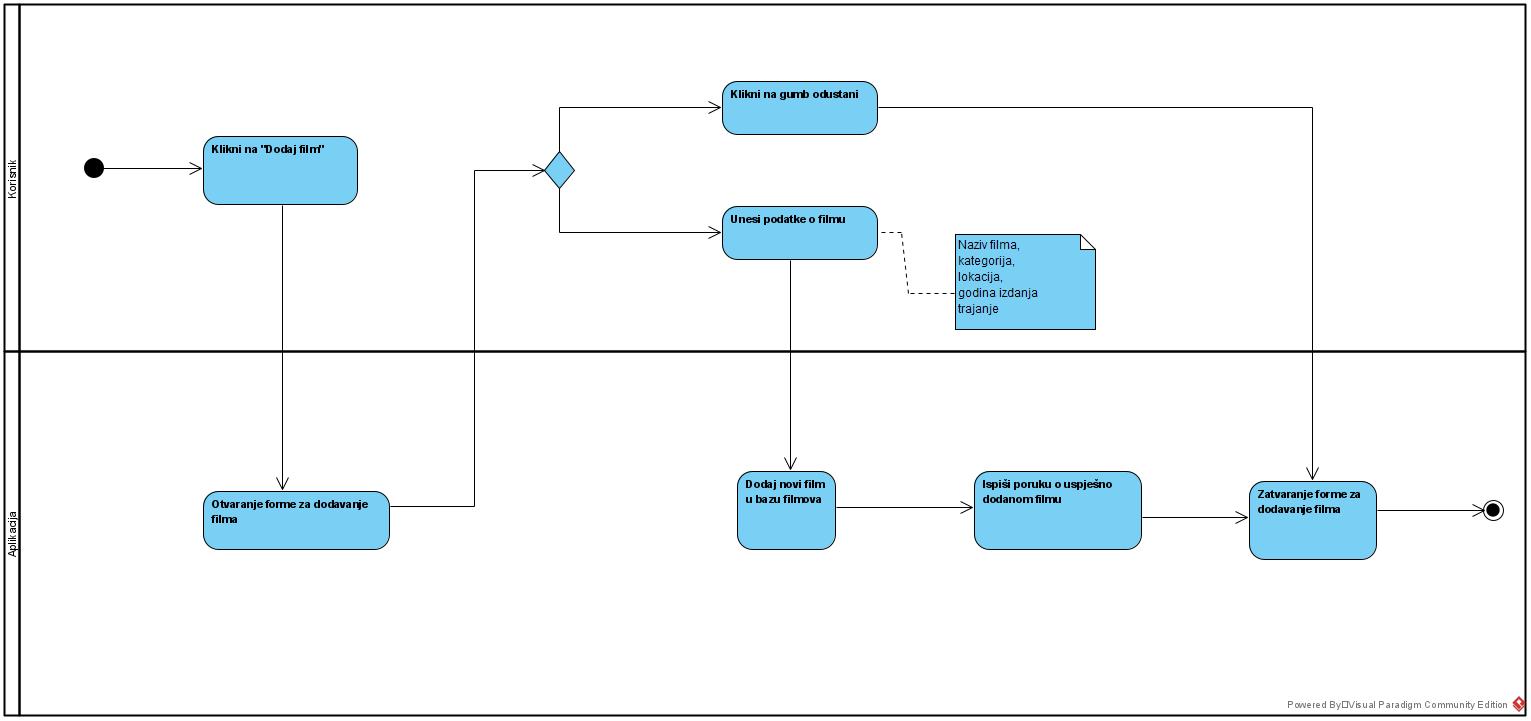 Korisnik
Klikni na "Dodaj film"
Klikni na gumb odustani
Unesi podatke o filmu
Naziv filma,
kategorija,
lokacija,
godina izdanja
trajanje
Aplikacija
Otvaranje forme za dodavanje
filma
Dodaj novi film
u bazu filmova
Ispiši poruku o uspješno
dodanom filmu
Zatvaranje forme za
dodavanje filma
Powered By□Visual Paradigm Community Edition